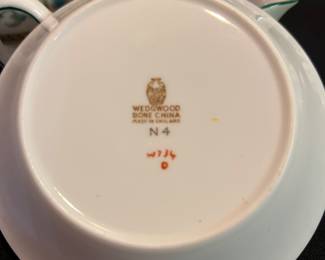 WEDGWOOD
BONE CHINA
MADE IN ENGLAND
N4
W734
D